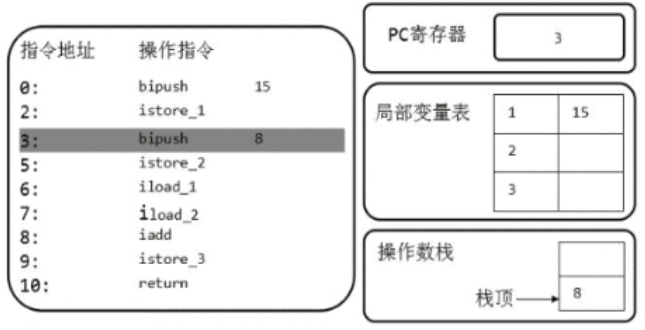 指令地址 操作指令
0: bipush 15
2: istore_1
3: bipush 8
5: istore_2
6: iload_1
7: iload_2
8: iadd
9: istore_3
10: return
PC寄存器 3
局部变量表 1 15
2
3
操作数栈
栈顶 8